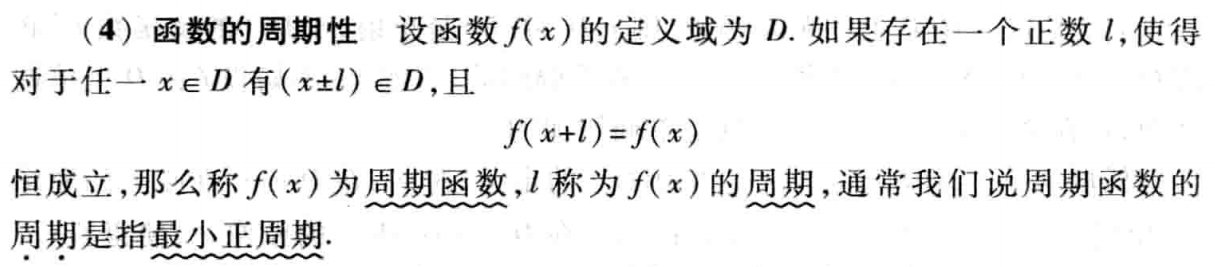 (4) 函数的周期性 设函数 f(x)的定义域为 D. 如果存在一个正数 l,使得
对于任一 x∈D 有(x±l)∈D,且
f(x+l)=f(x)
恒成立,那么称 f(x)为周期函数,l 称为 f(x)的周期,通常我们说周期函数的
周期是指最小正周期.